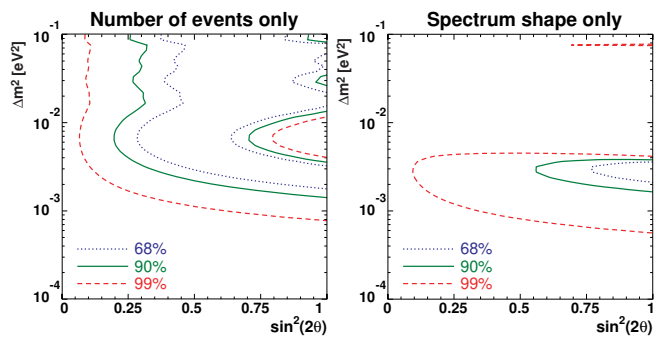 Number of events only
Δm² [eV²]
10⁻¹
10⁻²
10⁻³
10⁻⁴
68%
90%
99%
0 0.25 0.5 0.75 1
sin²(2θ)
Spectrum shape only
Δm² [eV²]
10⁻¹
10⁻²
10⁻³
10⁻⁴
68%
90%
99%
0 0.25 0.5 0.75 1
sin²(2θ)